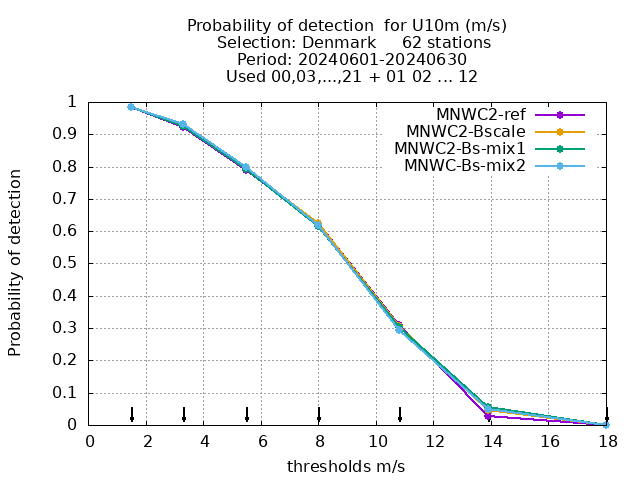 Probability of detection  for U10m (m/s)
Selection: Denmark     62 stations
Period: 20240601-20240630
Used 00,03,...,21 + 01 02 ... 12
MNWC2-ref
MNWC2-Bscale
MNWC2-Bs-mix1
MNWC-Bs-mix2
Probability of detection
1
0.9
0.8
0.7
0.6
0.5
0.4
0.3
0.2
0.1
0
0 2 4 6 8 10 12 14 16 18
thresholds m/s